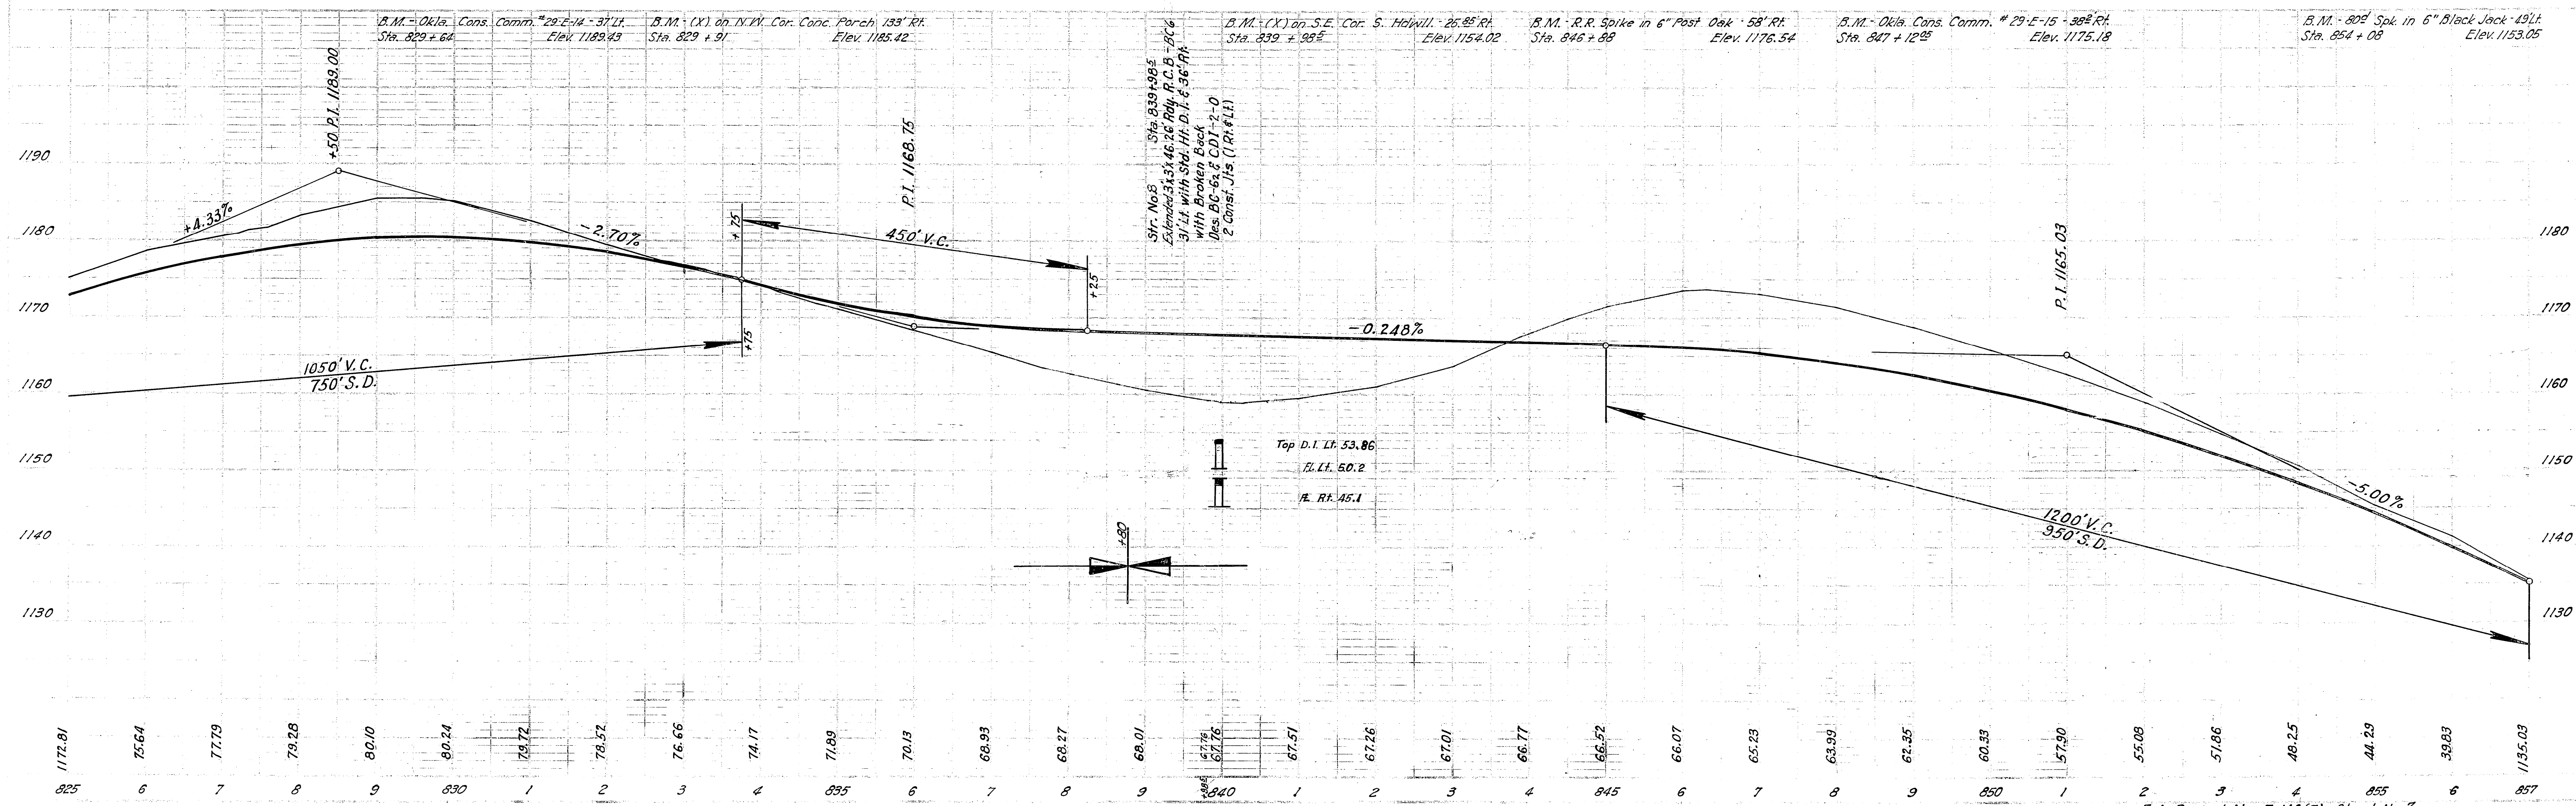 B.M. - Okla. Cons. Comm. #29-E-14 - 37' Lt.
Sta. 829 + 64 Elev. 1189.43
B.M. - (X) on N.W. Cor. Conc. Porch 133' Rt.
Sta. 829 + 91 Elev. 1185.42
B.M. - (X) on S.E. Cor. S. Hdwll. - 26.85 Rt.
Sta. 839 + 98.5 Elev. 1154.02
B.M. - R.R. Spike in 6" Post Oak - 58' Rt.
Sta. 846 + 88 Elev. 1176.54
B.M. - Okla. Cons. Comm. # 29-E-15 - 38.2' Rt.
Sta. 847 + 12.05 Elev. 1175.18
B.M. - 80d Spk. in 6" Black Jack - 49' Lt.
Sta. 854 + 08 Elev. 1153.05
+50 P.I. 1189.00
P.I. 1168.75
Str. No.8 Sta. 839+98.5
Extended 3'x3'x46.26' Rdy. R.C.B.-BC6
31' Lt. with Std. Ht. D.I. & 36' Rt.
with Broken Back
Des. BC-62 & CDI-2-0
2 Const. Jts. (1 Rt. & Lt.)
P.I. 1165.03
1190
1180
1170
1160
1150
1140
1130
1180
1170
1160
1150
1140
1130
+4.33%
-2.70%
+75
450' V.C.
+25
+75
1050' V.C.
750' S.D.
-0.248%
-5.00%
1200' V.C.
950' S.D.
Top D.I. Lt. 53.86
Fl. Lt. 50.2
Fl. Rt. 45.1
+80
1172.81 75.64 77.79 79.28 80.10 80.24 79.72 78.52 76.66 74.17 71.89 70.13 68.93 68.27 68.01 67.76 67.76 67.51 67.26 67.01 66.77 66.52 66.07 65.23 63.99 62.35 60.33 57.90 55.08 51.86 48.25 44.29 39.83 1135.03
825 6 7 8 9 830 1 2 3 4 835 6 7 8 9 +98.5 840 1 2 3 4 845 6 7 8 9 850 1 2 3 4 855 6 857